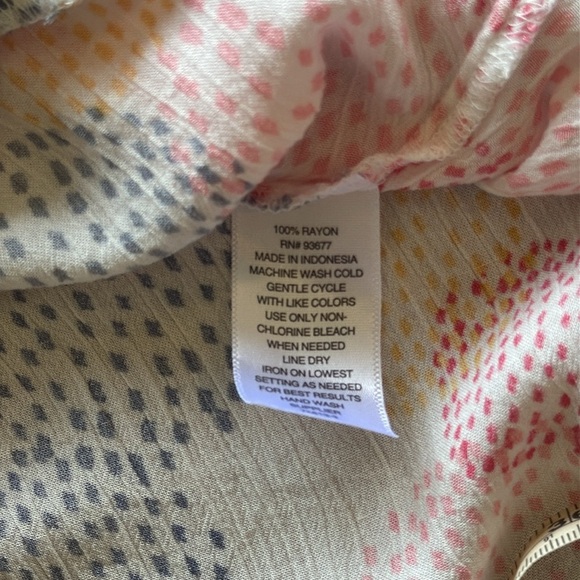 100% RAYON
RN# 93677
MADE IN INDONESIA
MACHINE WASH COLD
GENTLE CYCLE
WITH LIKE COLORS
USE ONLY NON-
CHLORINE BLEACH
WHEN NEEDED
LINE DRY
IRON ON LOWEST
SETTING AS NEEDED
FOR BEST RESULTS
HAND WASH
SUPPLIER